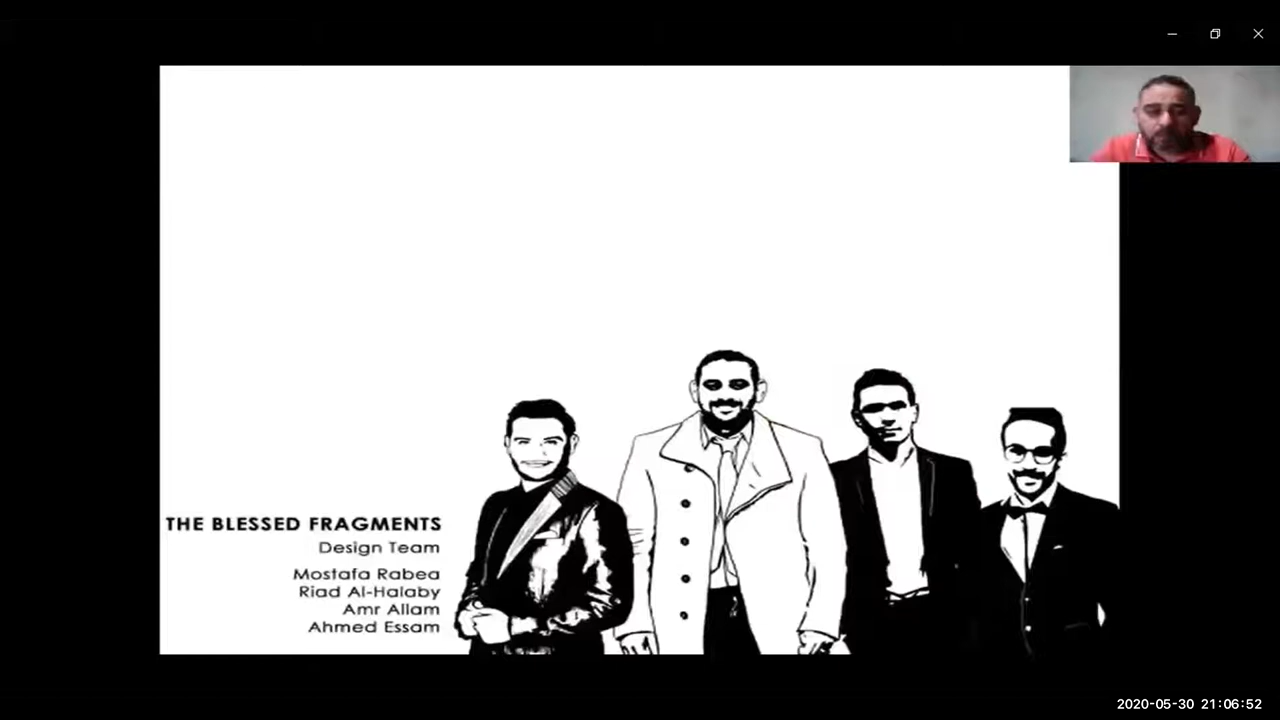 THE BLESSED FRAGMENTS
Design Team
Mostafa Rabea
Riad Al-Halaby
Amr Allam
Ahmed Essam
2020-05-30 21:06:52